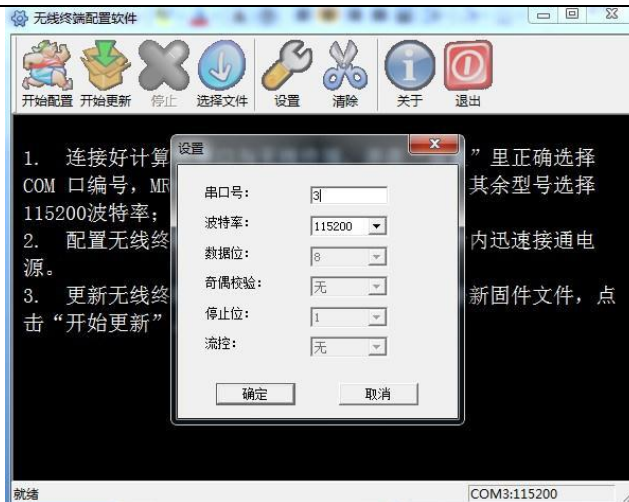 无线终端配置软件
开始配置 开始更新 停止 选择文件 设置 清除 关于 退出
1. 连接好计算 ”里正确选择
COM 口编号，MR 其余型号选择
115200波特率；
2. 配置无线终 内迅速接通电
源。
3. 更新无线终 新固件文件，点
击“开始更新”
设置
串口号： 3
波特率： 115200
数据位： 8
奇偶校验： 无
停止位： 1
流控： 无
确定 取消
就绪 COM3:115200